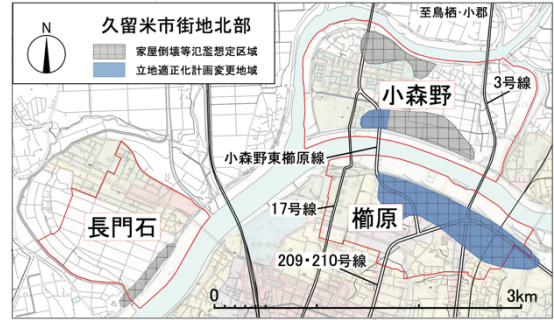 久留米市街地北部
N
家屋倒壊等氾濫想定区域
立地適正化計画変更地域
至鳥栖・小郡
小森野
3号線
小森野東櫛原線
長門石
17号線
櫛原
209・210号線
0 3km